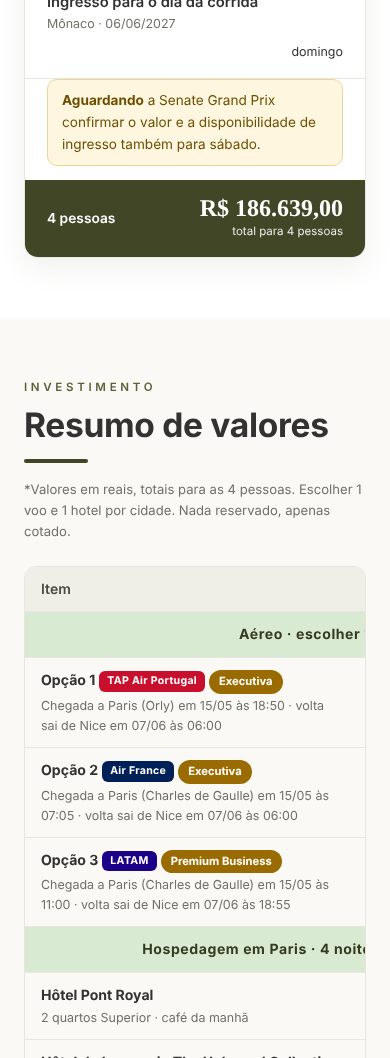 Ingresso para o dia da corrida
Mônaco · 06/06/2027
domingo
Aguardando a Senate Grand Prix
confirmar o valor e a disponibilidade de
ingresso também para sábado.
4 pessoas
R$ 186.639,00
total para 4 pessoas
INVESTIMENTO
Resumo de valores
*Valores em reais, totais para as 4 pessoas. Escolher 1
voo e 1 hotel por cidade. Nada reservado, apenas
cotado.
Item
Aéreo · escolher
Opção 1 TAP Air Portugal Executiva
Chegada a Paris (Orly) em 15/05 às 18:50 · volta
sai de Nice em 07/06 às 06:00
Opção 2 Air France Executiva
Chegada a Paris (Charles de Gaulle) em 15/05 às
07:05 · volta sai de Nice em 07/06 às 06:00
Opção 3 LATAM Premium Business
Chegada a Paris (Charles de Gaulle) em 15/05 às
11:00 · volta sai de Nice em 07/06 às 18:55
Hospedagem em Paris · 4 noite
Hôtel Pont Royal
2 quartos Superior · café da manhã